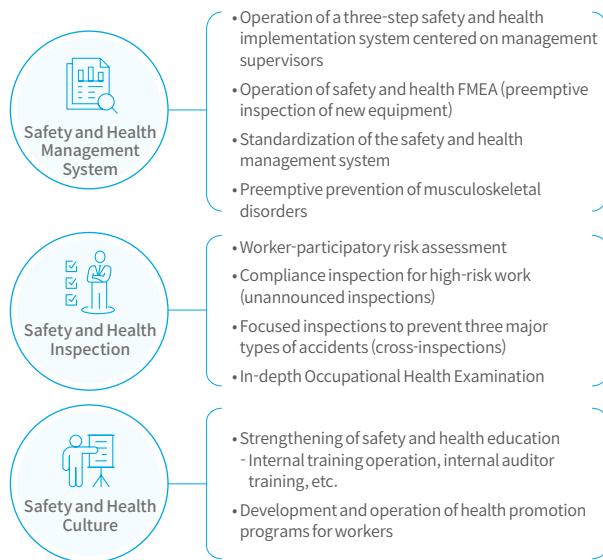 Safety and Health
Management
System
• Operation of a three-step safety and health
implementation system centered on management
supervisors
• Operation of safety and health FMEA (preemptive
inspection of new equipment)
• Standardization of the safety and health
management system
• Preemptive prevention of musculoskeletal
disorders
Safety and Health
Inspection
• Worker-participatory risk assessment
• Compliance inspection for high-risk work
(unannounced inspections)
• Focused inspections to prevent three major
types of accidents (cross-inspections)
• In-depth Occupational Health Examination
Safety and Health
Culture
• Strengthening of safety and health education
- Internal training operation, internal auditor
training, etc.
• Development and operation of health promotion
programs for workers